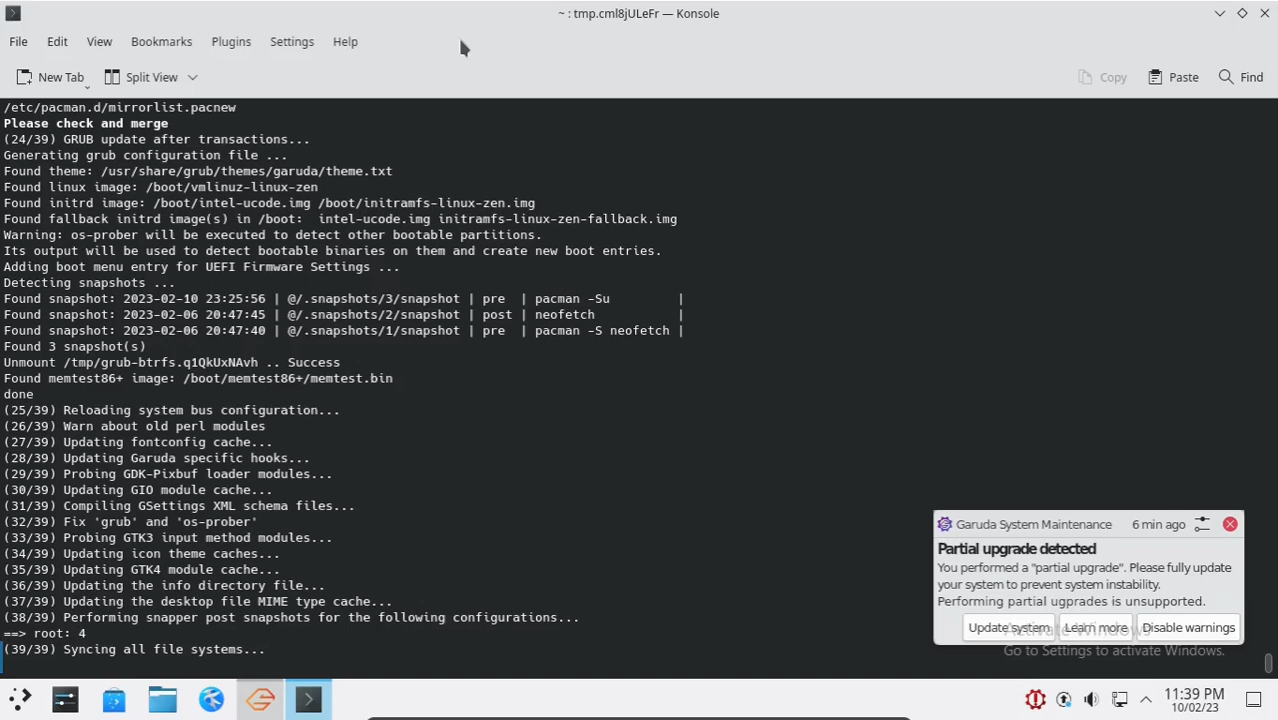 ~ : tmp.cml8jULeFr — Konsole
File Edit View Bookmarks Plugins Settings Help
New Tab Split View Copy Paste Find
/etc/pacman.d/mirrorlist.pacnew
Please check and merge
(24/39) GRUB update after transactions...
Generating grub configuration file ...
Found theme: /usr/share/grub/themes/garuda/theme.txt
Found linux image: /boot/vmlinuz-linux-zen
Found initrd image: /boot/intel-ucode.img /boot/initramfs-linux-zen.img
Found fallback initrd image(s) in /boot:  intel-ucode.img initramfs-linux-zen-fallback.img
Warning: os-prober will be executed to detect other bootable partitions.
Its output will be used to detect bootable binaries on them and create new boot entries.
Adding boot menu entry for UEFI Firmware Settings ...
Detecting snapshots ...
Found snapshot: 2023-02-10 23:25:56 | @/.snapshots/3/snapshot | pre  | pacman -Su         |
Found snapshot: 2023-02-06 20:47:45 | @/.snapshots/2/snapshot | post | neofetch           |
Found snapshot: 2023-02-06 20:47:40 | @/.snapshots/1/snapshot | pre  | pacman -S neofetch |
Found 3 snapshot(s)
Unmount /tmp/grub-btrfs.q1QkUxNAvh .. Success
Found memtest86+ image: /boot/memtest86+/memtest.bin
done
(25/39) Reloading system bus configuration...
(26/39) Warn about old perl modules
(27/39) Updating fontconfig cache...
(28/39) Updating Garuda specific hooks...
(29/39) Probing GDK-Pixbuf loader modules...
(30/39) Updating GIO module cache...
(31/39) Compiling GSettings XML schema files...
(32/39) Fix 'grub' and 'os-prober'
(33/39) Probing GTK3 input method modules...
(34/39) Updating icon theme caches...
(35/39) Updating GTK4 module cache...
(36/39) Updating the info directory file...
(37/39) Updating the desktop file MIME type cache...
(38/39) Performing snapper post snapshots for the following configurations...
==> root: 4
(39/39) Syncing all file systems...
Garuda System Maintenance 6 min ago
Partial upgrade detected
You performed a "partial upgrade". Please fully update
your system to prevent system instability.
Performing partial ugprades is unsupported.
Update system Learn more Disable warnings
Activate Windows
Go to Settings to activate Windows.
11:39 PM
10/02/23